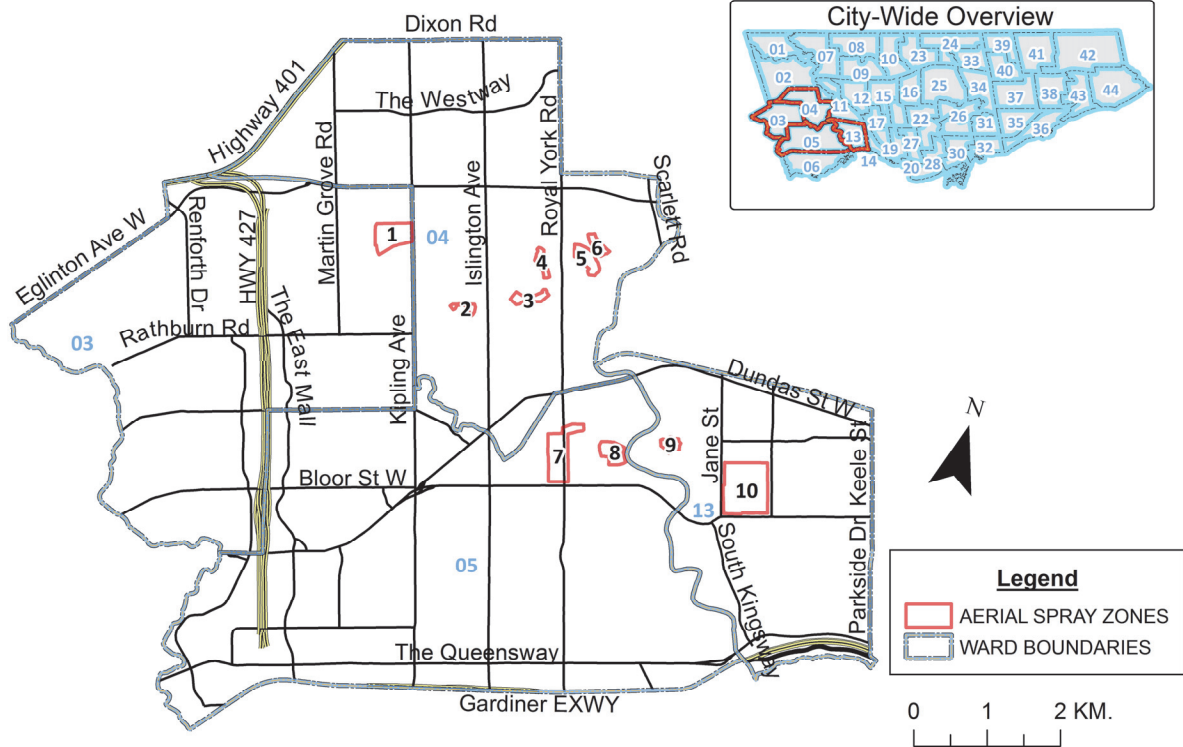 City-Wide Overview
01
02
03
04
05
06
07
08
09
10
11
12
13
14
15
16
17
19
20
22
23
24
25
26
27
28
30
31
32
33
34
35
36
37
38
39
40
41
42
43
44
Dixon Rd
The Westway
Highway 401
Martin Grove Rd
Islington Ave
Royal York Rd
Scarlett Rd
Eglinton Ave W
Renforth Dr
HWY 427
The East Mall
Rathburn Rd
Kipling Ave
1
04
2
3
4
5
6
03
Dundas St W
Jane St
Keele St
7
8
9
10
Bloor St W
13
05
South Kingsway
Parkside Dr
The Queensway
Gardiner EXWY
N
Legend
AERIAL SPRAY ZONES
WARD BOUNDARIES
0 1 2 KM.